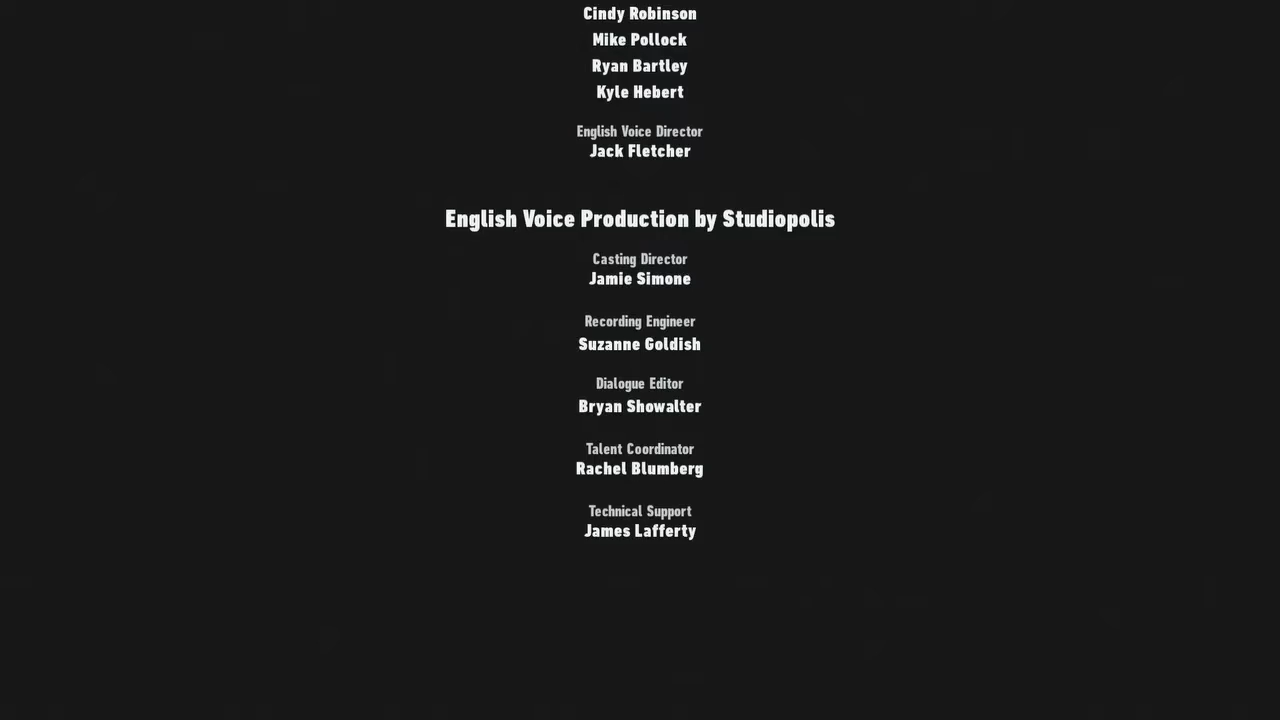 Cindy Robinson
Mike Pollock
Ryan Bartley
Kyle Hebert
English Voice Director
Jack Fletcher
English Voice Production by Studiopolis
Casting Director
Jamie Simone
Recording Engineer
Suzanne Goldish
Dialogue Editor
Bryan Showalter
Talent Coordinator
Rachel Blumberg
Technical Support
James Lafferty